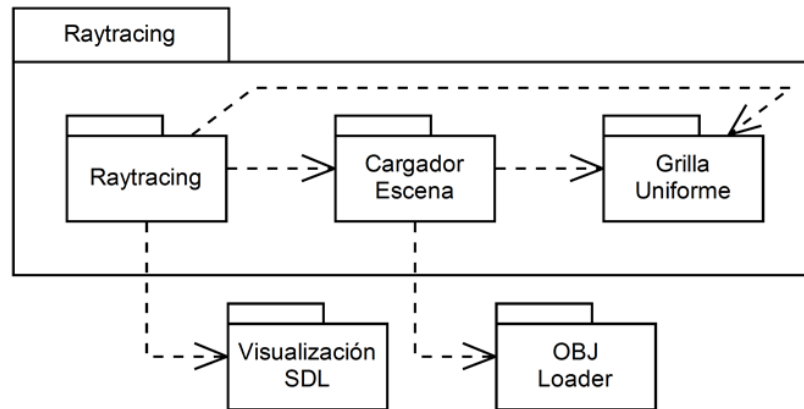 Raytracing
Raytracing
Cargador
Escena
Grilla
Uniforme
Visualización
SDL
OBJ
Loader